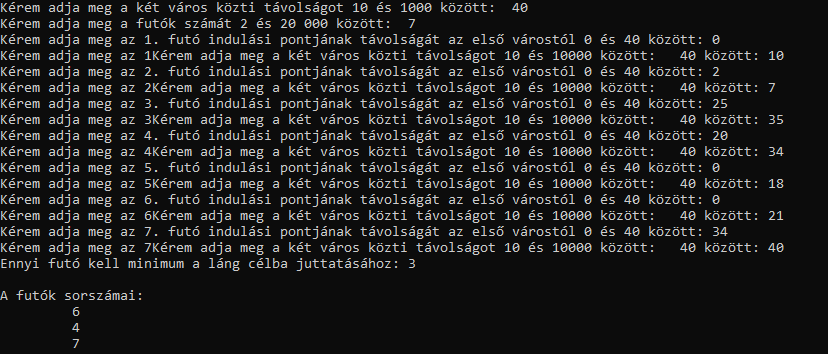 Kérem adja meg a két város közti távolságot 10 és 1000 között:  40
Kérem adja meg a futók számát 2 és 20 000 között:  7
Kérem adja meg az 1. futó indulási pontjának távolságát az első várostól 0 és 40 között: 0
Kérem adja meg az 1Kérem adja meg a két város közti távolságot 10 és 10000 között:   40 között: 10
Kérem adja meg az 2. futó indulási pontjának távolságát az első várostól 0 és 40 között: 2
Kérem adja meg az 2Kérem adja meg a két város közti távolságot 10 és 10000 között:   40 között: 7
Kérem adja meg az 3. futó indulási pontjának távolságát az első várostól 0 és 40 között: 25
Kérem adja meg az 3Kérem adja meg a két város közti távolságot 10 és 10000 között:   40 között: 35
Kérem adja meg az 4. futó indulási pontjának távolságát az első várostól 0 és 40 között: 20
Kérem adja meg az 4Kérem adja meg a két város közti távolságot 10 és 10000 között:   40 között: 34
Kérem adja meg az 5. futó indulási pontjának távolságát az első várostól 0 és 40 között: 0
Kérem adja meg az 5Kérem adja meg a két város közti távolságot 10 és 10000 között:   40 között: 18
Kérem adja meg az 6. futó indulási pontjának távolságát az első várostól 0 és 40 között: 0
Kérem adja meg az 6Kérem adja meg a két város közti távolságot 10 és 10000 között:   40 között: 21
Kérem adja meg az 7. futó indulási pontjának távolságát az első várostól 0 és 40 között: 34
Kérem adja meg az 7Kérem adja meg a két város közti távolságot 10 és 10000 között:   40 között: 40
Ennyi futó kell minimum a láng célba juttatásához: 3
A futók sorszámai:
6
4
7